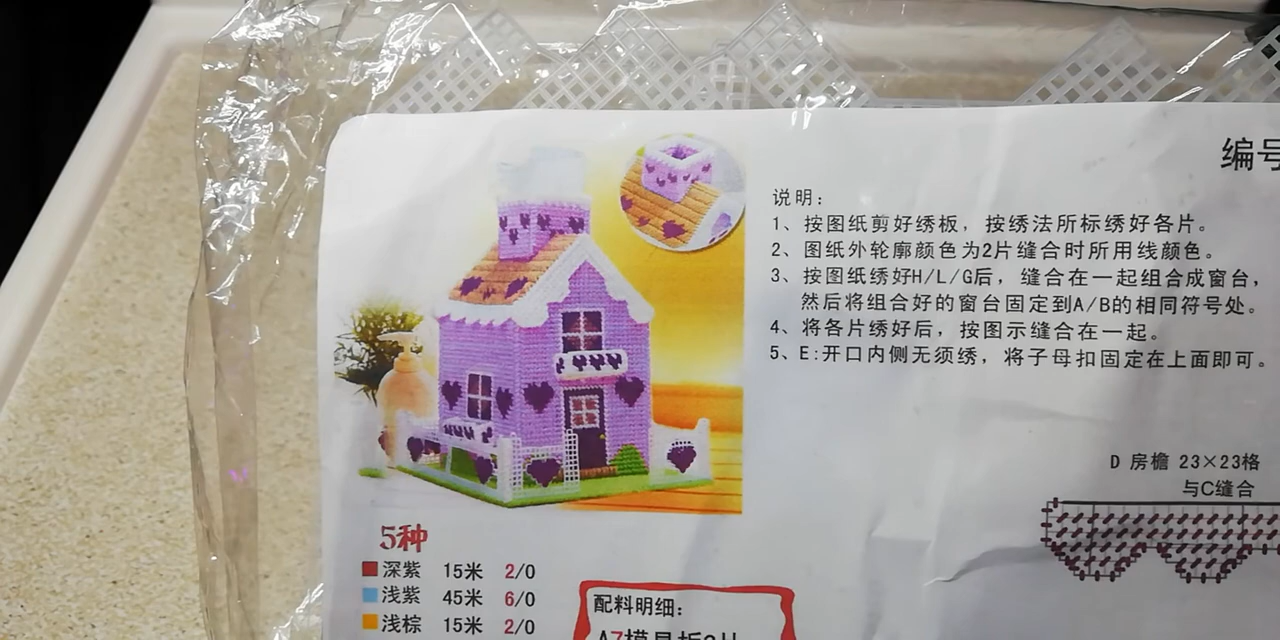 编号
说明:
1、按图纸剪好绣板，按绣法所标绣好各片。
2、图纸外轮廓颜色为2片缝合时所用线颜色。
3、按图纸绣好H/L/G后，缝合在一起组合成窗台，
然后将组合好的窗台固定到A/B的相同符号处。
4、将各片绣好后，按图示缝合在一起。
5、E:开口内侧无须绣，将子母扣固定在上面即可。
D 房檐 23×23格
与C缝合
5种
深紫 15米 2/0
浅紫 45米 6/0
浅棕 15米 2/0
配料明细: